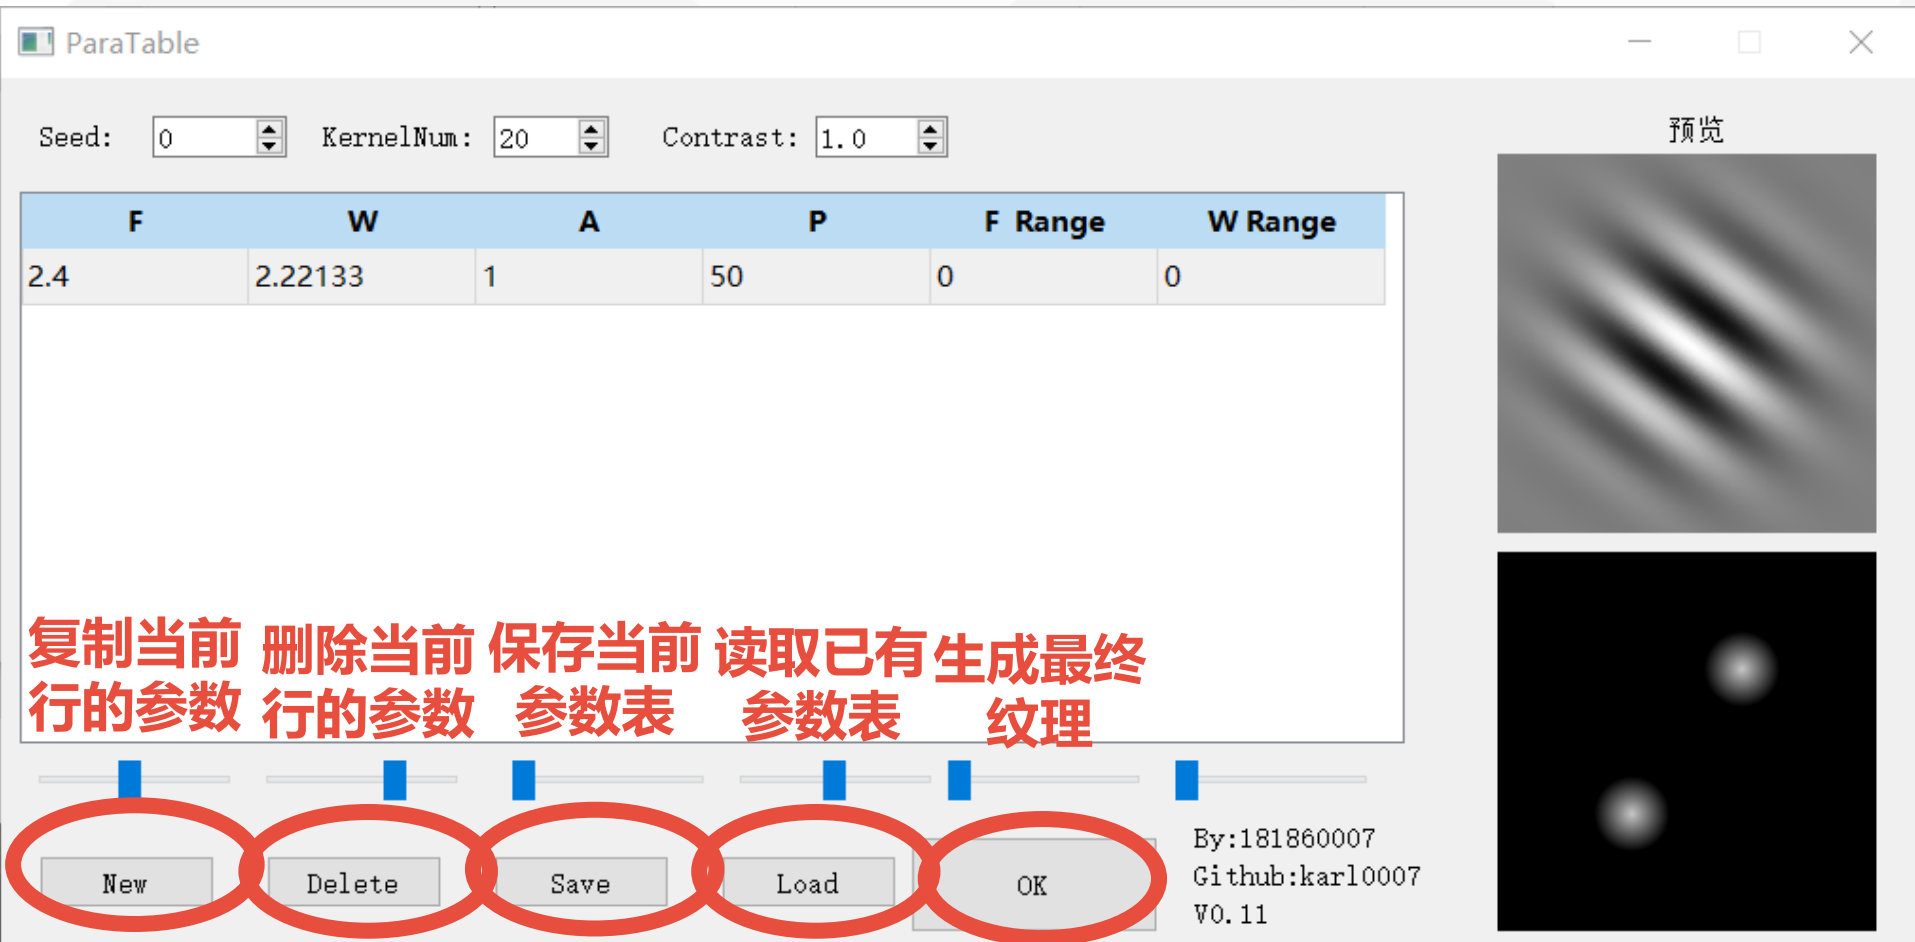 ParaTable
Seed: 0 KernelNum: 20 Contrast: 1.0
预览
F W A P F Range W Range
2.4 2.22133 1 50 0 0
复制当前
行的参数
删除当前
行的参数
保存当前
参数表
读取已有
参数表
生成最终
纹理
New Delete Save Load OK
By:181860007
Github:karl0007
V0.11